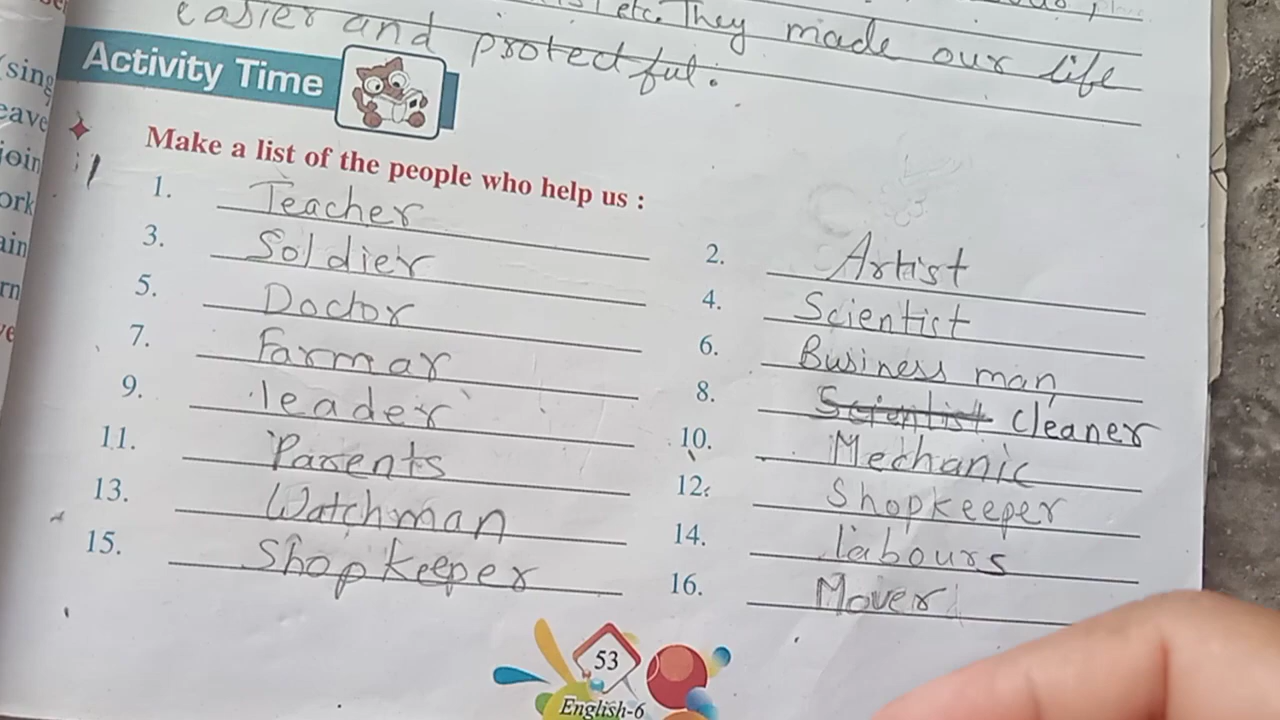 etc. They made our life
easier and protectful.
Activity Time
Make a list of the people who help us :
1. Teacher
2. Artist
3. Soldier
4. Scientist
5. Doctor
6. Business man
7. Farmar
8. Scientist Cleaner
9. leader
10. Mechanic
11. Parents
12. Shopkeeper
13. Watchman
14. labours
15. Shopkeeper
16. Mover
53
English-6